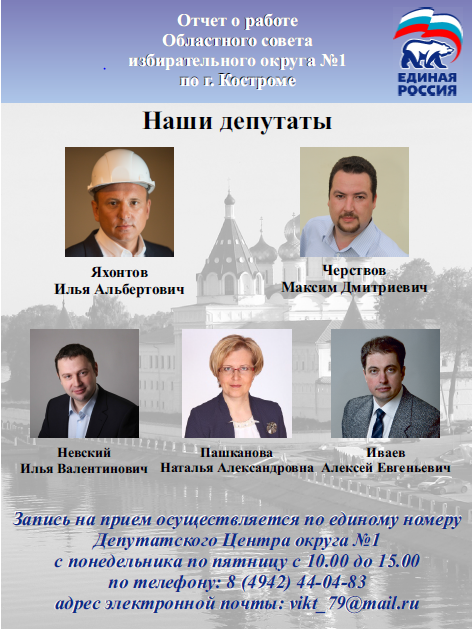 Отчет о работе
Областного совета
избирательного округа №1
по г. Костроме
ЕДИНАЯ
РОССИЯ
Наши депутаты
Яхонтов
Илья Альбертович
Черствов
Максим Дмитриевич
Невский
Илья Валентинович
Пашканова
Наталья Александровна
Иваев
Алексей Евгеньевич
Запись на прием осуществляется по единому номеру
Депутатского Центра округа №1
с понедельника по пятницу с 10.00 до 15.00
по телефону: 8 (4942) 44-04-83
адрес электронной почты: vikt_79@mail.ru